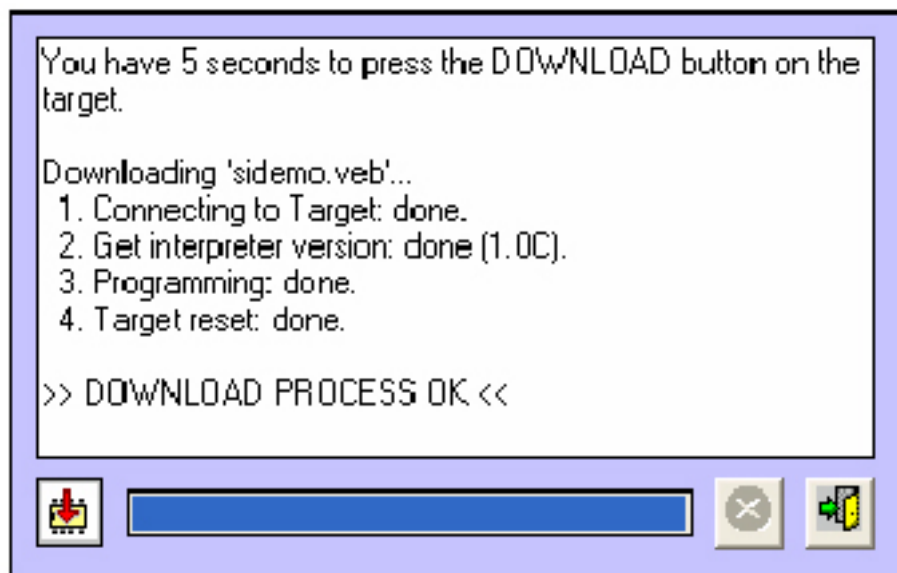 You have 5 seconds to press the DOWNLOAD button on the
target.
Downloading 'sidemo.veb'...
1. Connecting to Target: done.
2. Get interpreter version: done (1.0C).
3. Programming: done.
4. Target reset: done.
>> DOWNLOAD PROCESS OK <<